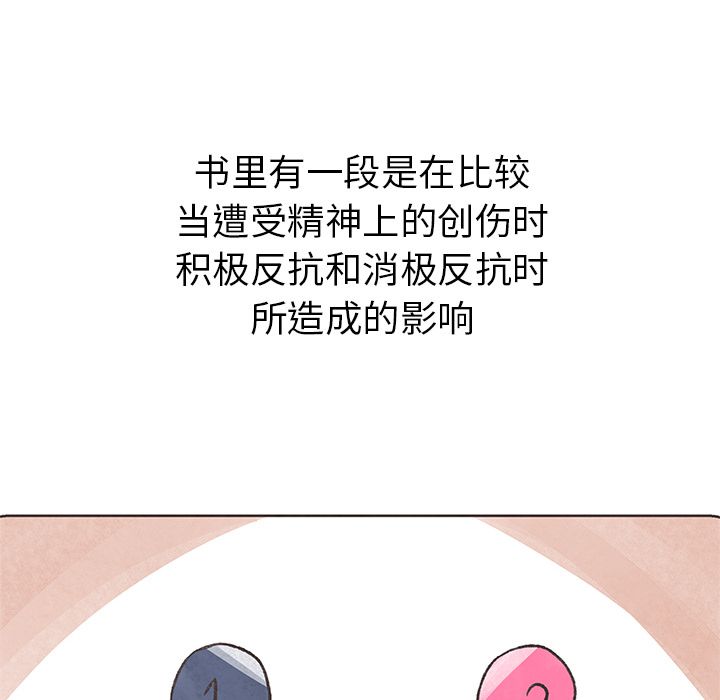 书里有一段是在比较
当遭受精神上的创伤时
积极反抗和消极反抗时
所造成的影响
1
2